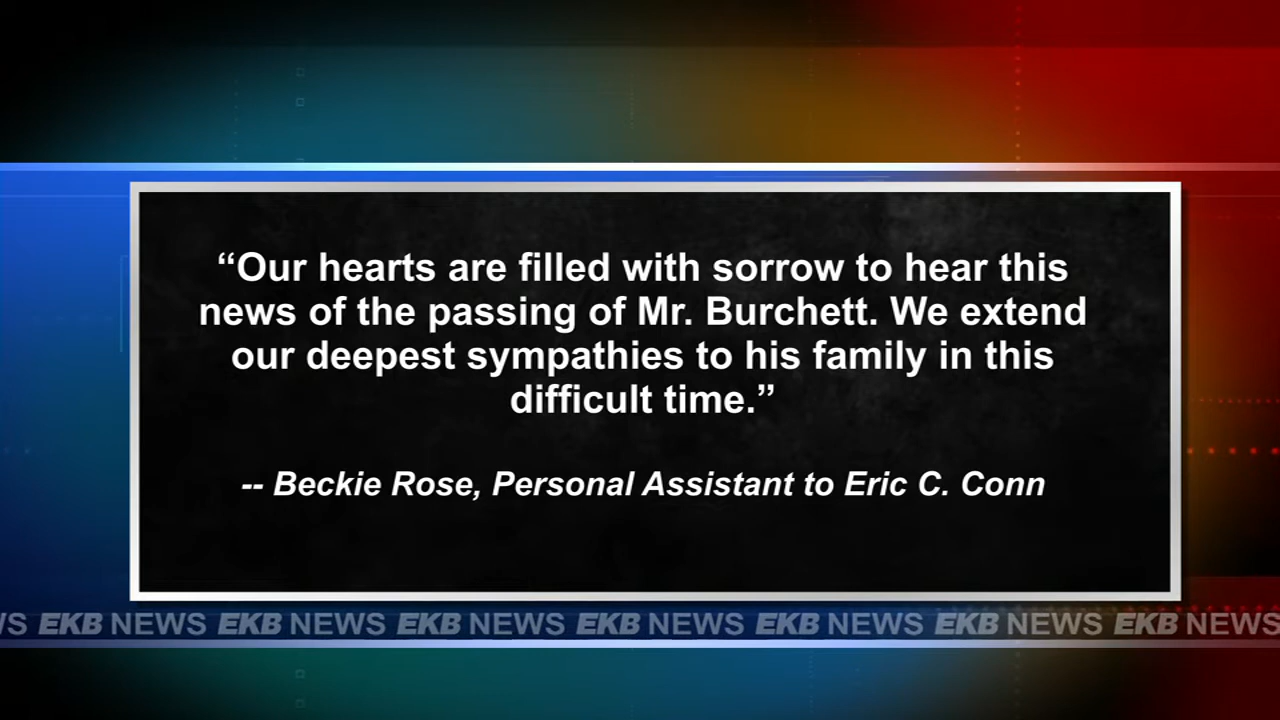 “Our hearts are filled with sorrow to hear this
news of the passing of Mr. Burchett. We extend
our deepest sympathies to his family in this
difficult time.”
-- Beckie Rose, Personal Assistant to Eric C. Conn
WS EKB NEWS EKB NEWS EKB NEWS EKB NEWS EKB NEWS EKB NEWS EKB NEWS